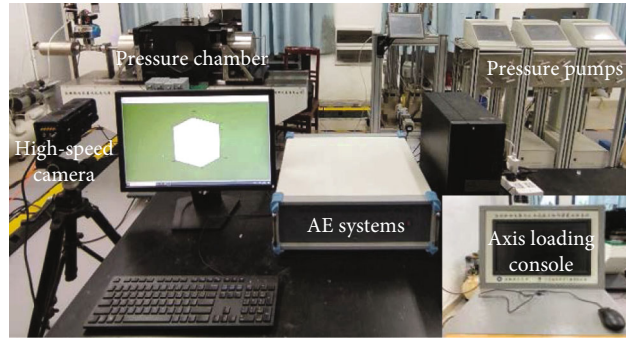 Pressure chamber
Pressure pumps
High-speed
camera
AE systems
Axis loading
console